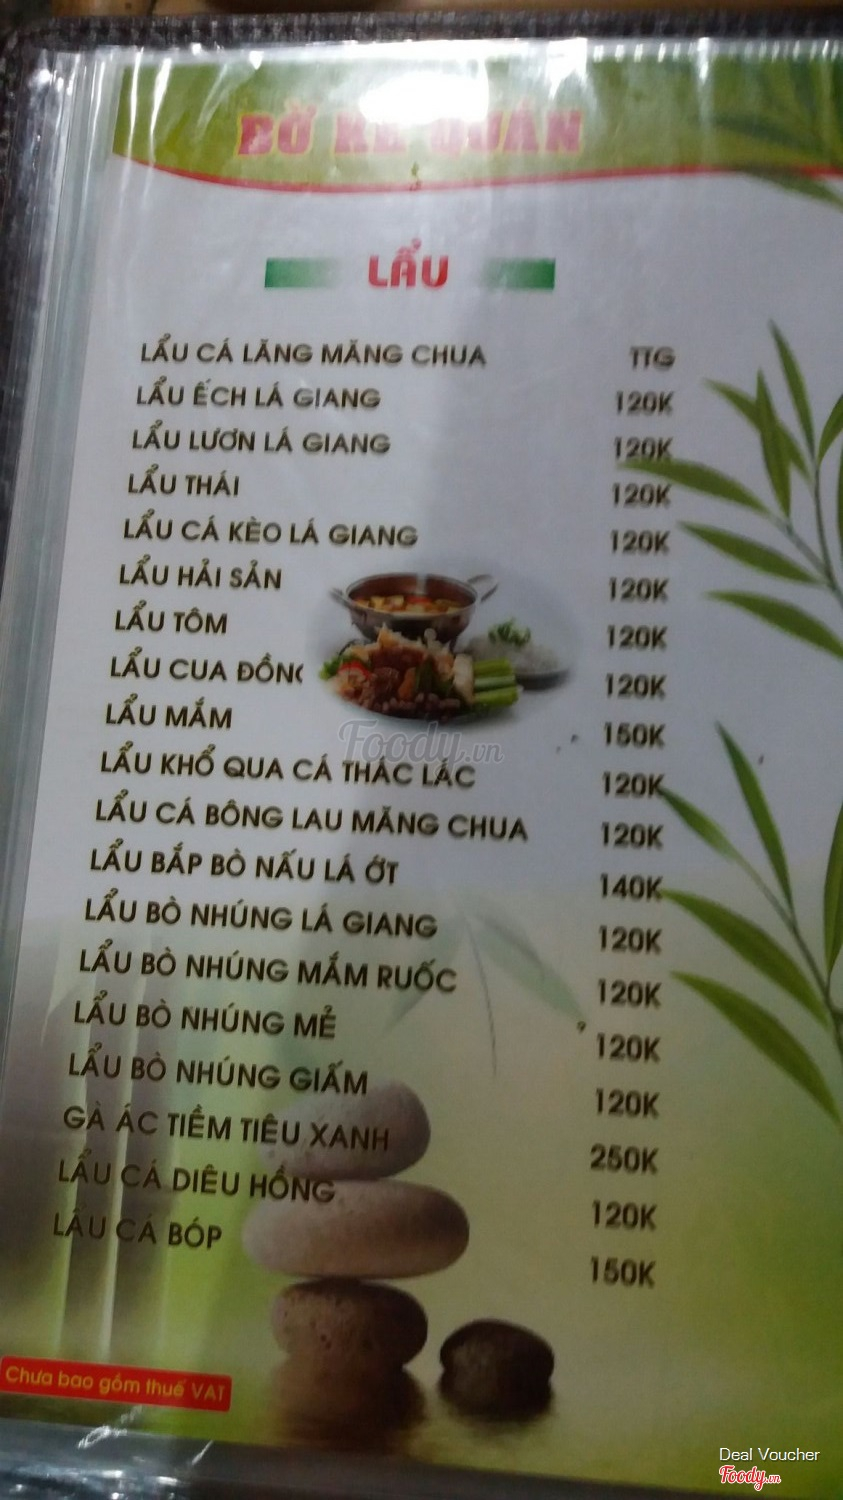 BỜ KÈ QUÁN
LẨU
LẨU CÁ LĂNG MĂNG CHUA TTG
LẨU ẾCH LÁ GIANG 120K
LẨU LƯƠN LÁ GIANG 120K
LẨU THÁI 120K
LẨU CÁ KÈO LÁ GIANG 120K
LẨU HẢI SẢN 120K
LẨU TÔM 120K
LẨU CUA ĐỒNG 120K
LẨU MẮM 150K
LẨU KHỔ QUA CÁ THÁC LÁC 120K
LẨU CÁ BÔNG LAU MĂNG CHUA 120K
LẨU BẮP BÒ NẤU LÁ ỚT 140K
LẨU BÒ NHÚNG LÁ GIANG 120K
LẨU BÒ NHÚNG MẮM RUỐC 120K
LẨU BÒ NHÚNG MẺ 120K
LẨU BÒ NHÚNG GIẤM 120K
GÀ ÁC TIỀM TIÊU XANH 250K
LẨU CÁ DIÊU HỒNG 120K
LẨU CÁ BÓP 150K
Foody.vn
Chưa bao gồm thuế VAT
Deal Voucher
Foody.vn